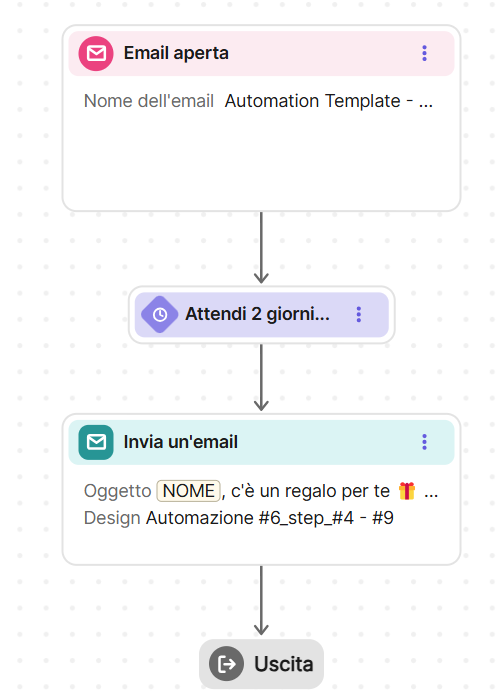 Email aperta
Nome dell'email Automation Template - ...
Attendi 2 giorni...
Invia un'email
Oggetto NOME, c'è un regalo per te 🎁 ...
Design Automazione #6_step_#4 - #9
Uscita